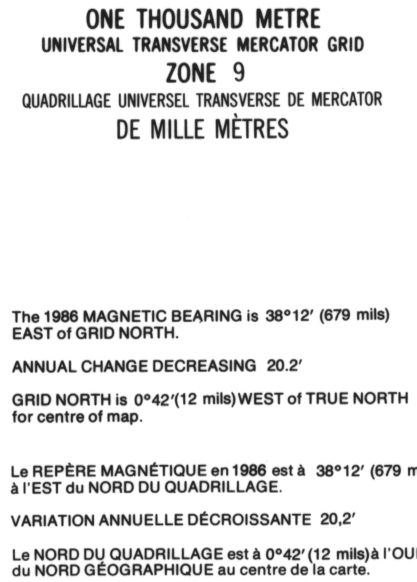 ONE THOUSAND METRE
UNIVERSAL TRANSVERSE MERCATOR GRID
ZONE 9
QUADRILLAGE UNIVERSEL TRANSVERSE DE MERCATOR
DE MILLE MÈTRES
The 1986 MAGNETIC BEARING is 38°12′ (679 mils)
EAST of GRID NORTH.
ANNUAL CHANGE DECREASING 20.2′
GRID NORTH is 0°42′(12 mils)WEST of TRUE NORTH
for centre of map.
Le REPÈRE MAGNÉTIQUE en 1986 est à 38°12′ (679 m
à l'EST du NORD DU QUADRILLAGE.
VARIATION ANNUELLE DÉCROISSANTE 20,2′
Le NORD DU QUADRILLAGE est à 0°42′(12 mils)à l'OU
du NORD GÉOGRAPHIQUE au centre de la carte.